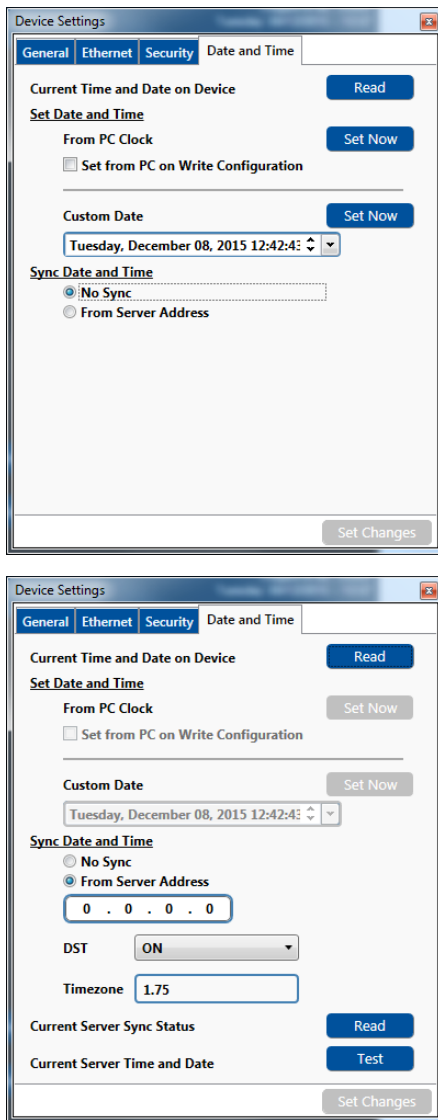 Device Settings
General Ethernet Security Date and Time
Current Time and Date on Device Read
Set Date and Time
From PC Clock Set Now
Set from PC on Write Configuration
Custom Date Set Now
Tuesday, December 08, 2015 12:42:43
Sync Date and Time
No Sync
From Server Address
Set Changes
Device Settings
General Ethernet Security Date and Time
Current Time and Date on Device Read
Set Date and Time
From PC Clock Set Now
Set from PC on Write Configuration
Custom Date Set Now
Tuesday, December 08, 2015 12:42:43
Sync Date and Time
No Sync
From Server Address
0 . 0 . 0 . 0
DST ON
Timezone 1.75
Current Server Sync Status Read
Current Server Time and Date Test
Set Changes